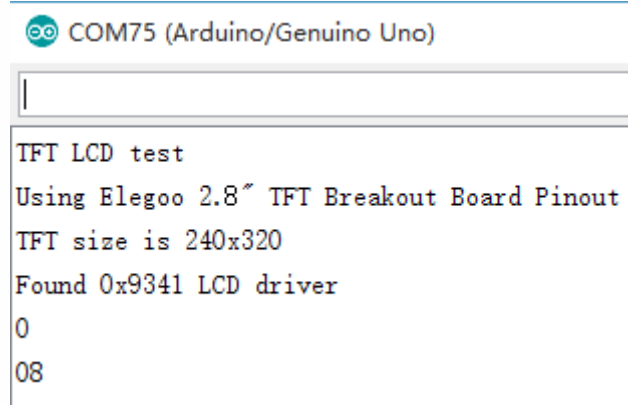 COM75 (Arduino/Genuino Uno)
TFT LCD test
Using Elegoo 2.8" TFT Breakout Board Pinout
TFT size is 240x320
Found 0x9341 LCD driver
0
08